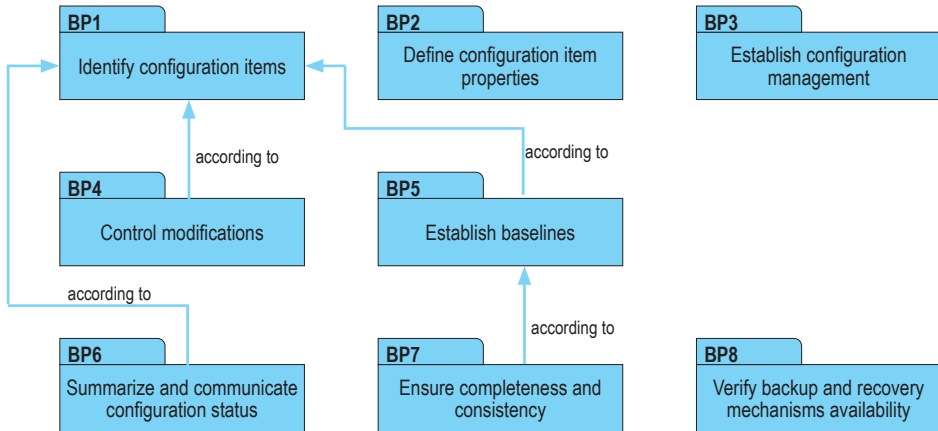 BP1
Identify configuration items
BP2
Define configuration item
properties
BP3
Establish configuration
management
according to
according to
BP4
Control modifications
BP5
Establish baselines
according to
according to
BP6
Summarize and communicate
configuration status
BP7
Ensure completeness and
consistency
BP8
Verify backup and recovery
mechanisms availability